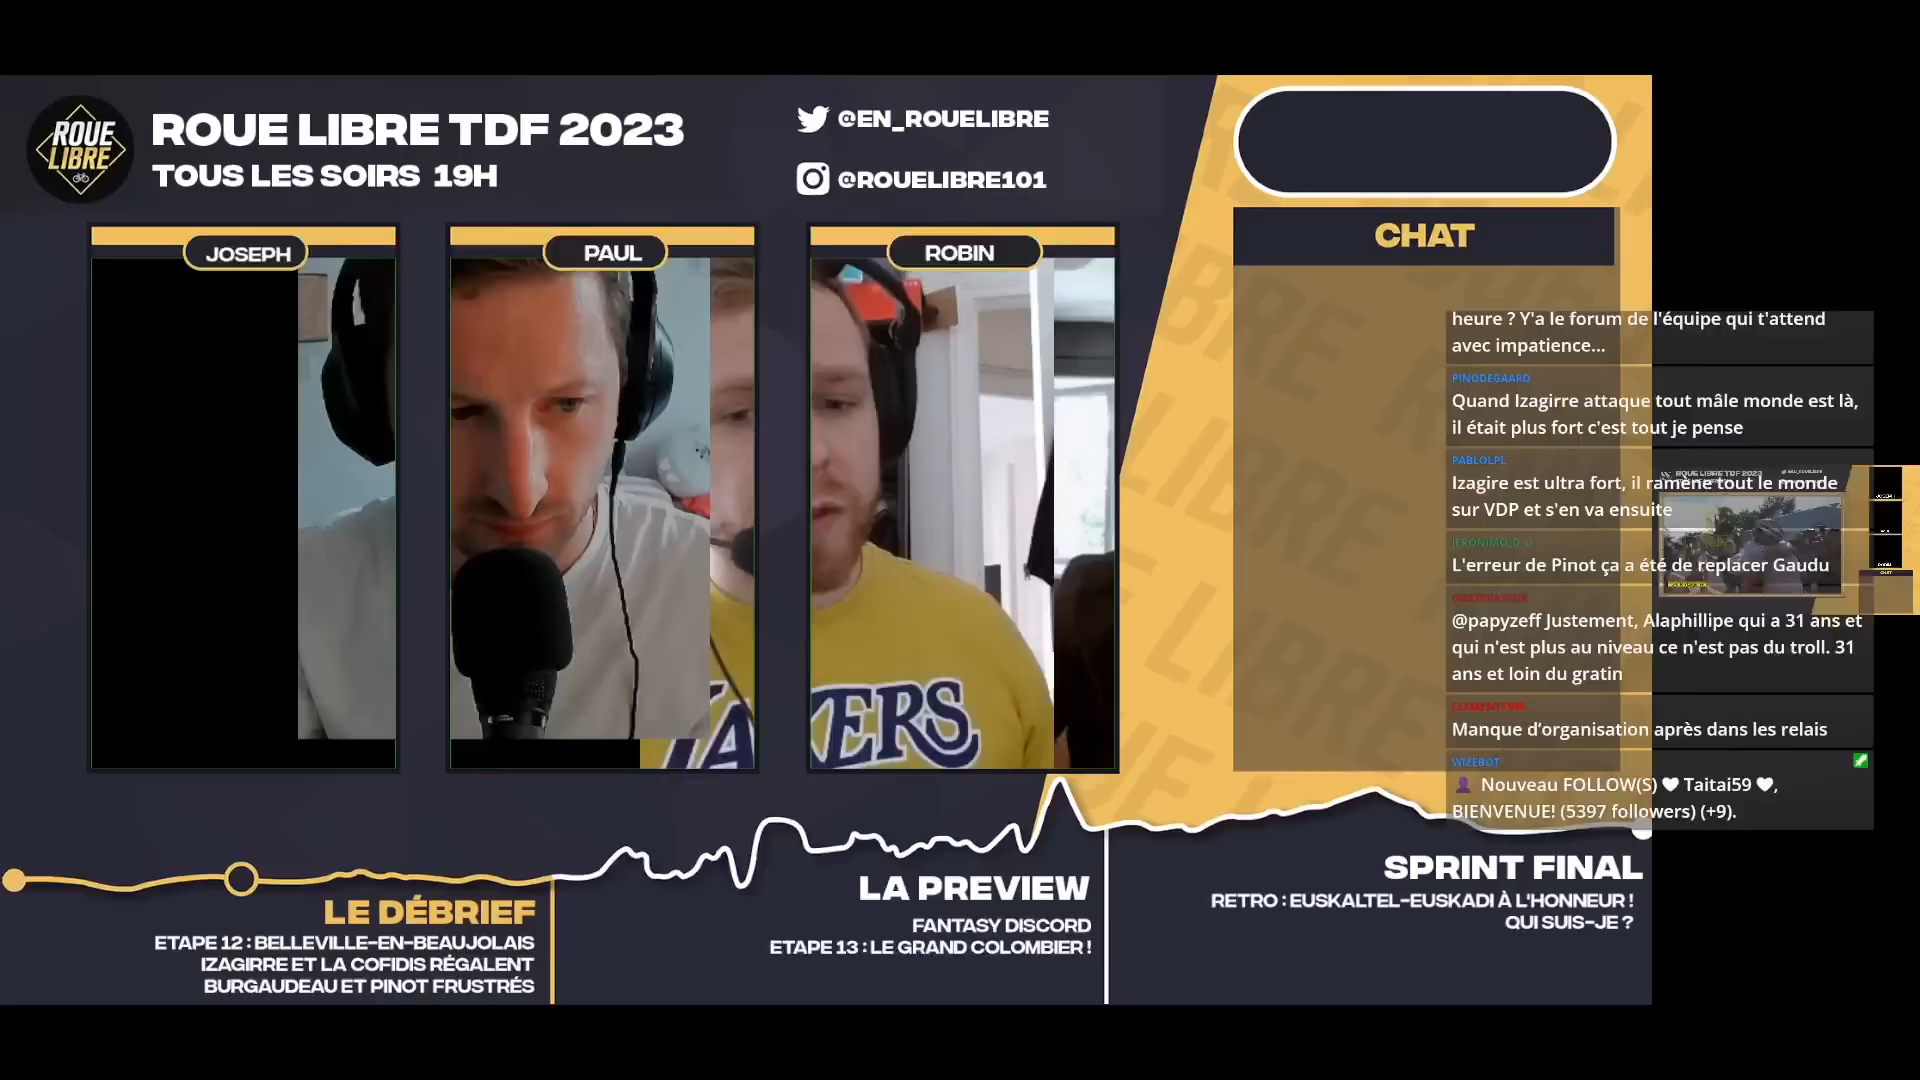 ROUE
LIBRE
ROUE LIBRE TDF 2023
TOUS LES SOIRS 19H
@EN_ROUELIBRE
@ROUELIBRE101
JOSEPH
PAUL
ROBIN
CHAT
heure ? Y'a le forum de l'équipe qui t'attend
avec impatience...
PINODEGAARD
Quand Izagirre attaque tout mâle monde est là,
il était plus fort c'est tout je pense
PABLOLPL
Izagire est ultra fort, il ramène tout le monde
sur VDP et s'en va ensuite
JERONIMO_D_O
L'erreur de Pinot ça a été de replacer Gaudu
@papyzeff Justement, Alaphillipe qui a 31 ans et
qui n'est plus au niveau ce n'est pas du troll. 31
ans et loin du gratin
Manque d’organisation après dans les relais
WIZEBOT
Nouveau FOLLOW(S) Taitai59 ,
BIENVENUE! (5397 followers) (+9).
ROUE LIBRE TDF 2023
LAKERS
LE DÉBRIEF
ETAPE 12 : BELLEVILLE-EN-BEAUJOLAIS
IZAGIRRE ET LA COFIDIS RÉGALENT
BURGAUDEAU ET PINOT FRUSTRÉS
LA PREVIEW
FANTASY DISCORD
ETAPE 13 : LE GRAND COLOMBIER !
SPRINT FINAL
RETRO : EUSKALTEL-EUSKADI À L'HONNEUR !
QUI SUIS-JE ?